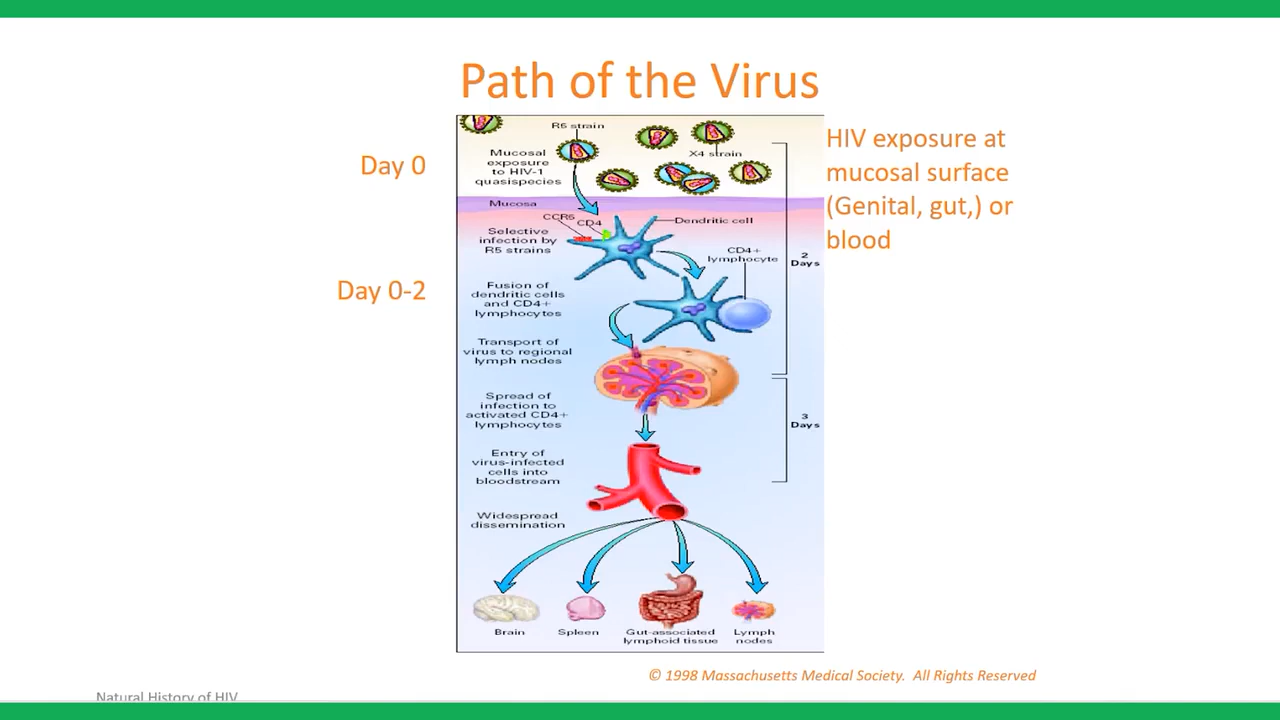 Path of the Virus
Day 0
Day 0-2
R5 strain
X4 strain
Mucosal
exposure
to HIV-1
quasispecies
Mucosa
CCR5
CD4
Dendritic cell
Selective
infection by
R5 strains
CD4+
lymphocyte
2
Days
Fusion of
dendritic cells
and CD4+
lymphocytes
Transport of
virus to regional
lymph nodes
Spread of
infection to
activated CD4+
lymphocytes
3
Days
Entry of
virus-infected
cells into
bloodstream
Widespread
dissemination
Brain
Spleen
Gut-associated
lymphoid tissue
Lymph
nodes
HIV exposure at
mucosal surface
(Genital, gut,) or
blood
© 1998 Massachusetts Medical Society. All Rights Reserved
Natural History of HIV